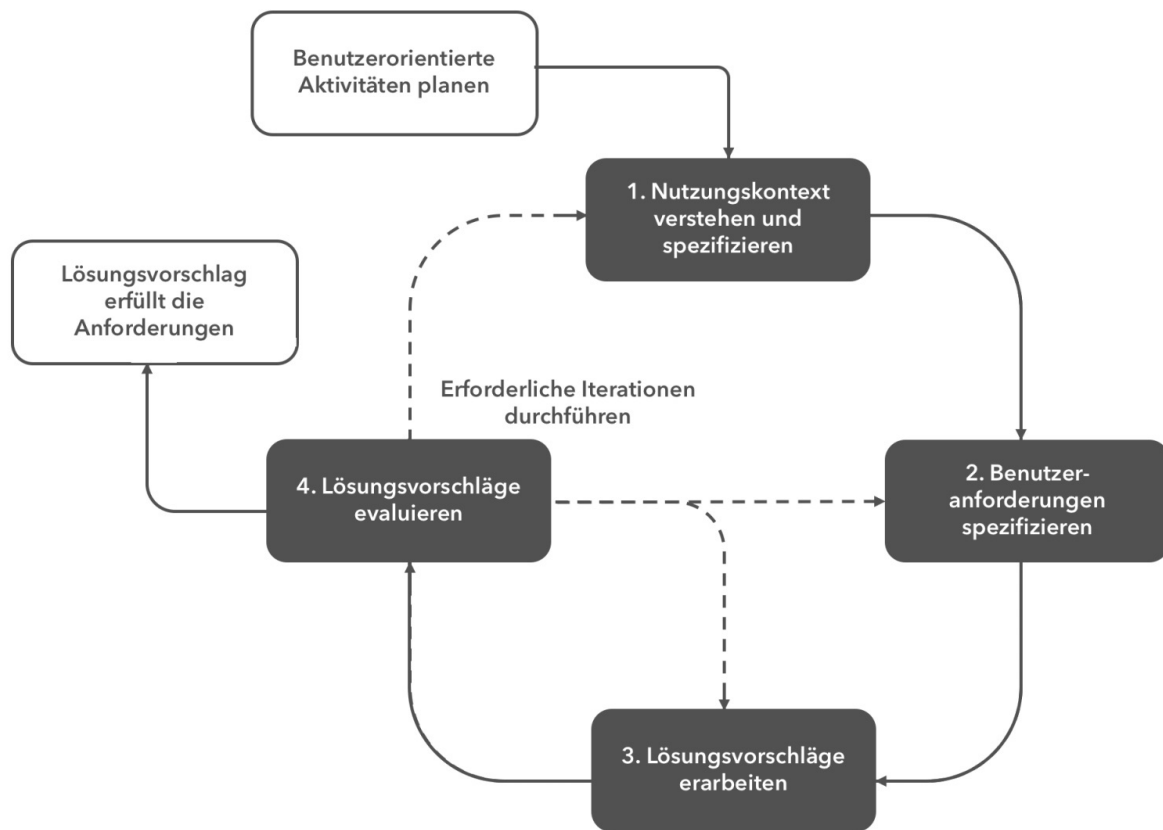 Benutzerorientierte
Aktivitäten planen
1. Nutzungskontext
verstehen und
spezifizieren
Lösungsvorschlag
erfüllt die
Anforderungen
Erforderliche Iterationen
durchführen
4. Lösungsvorschläge
evaluieren
2. Benutzer-
anforderungen
spezifizieren
3. Lösungsvorschläge
erarbeiten